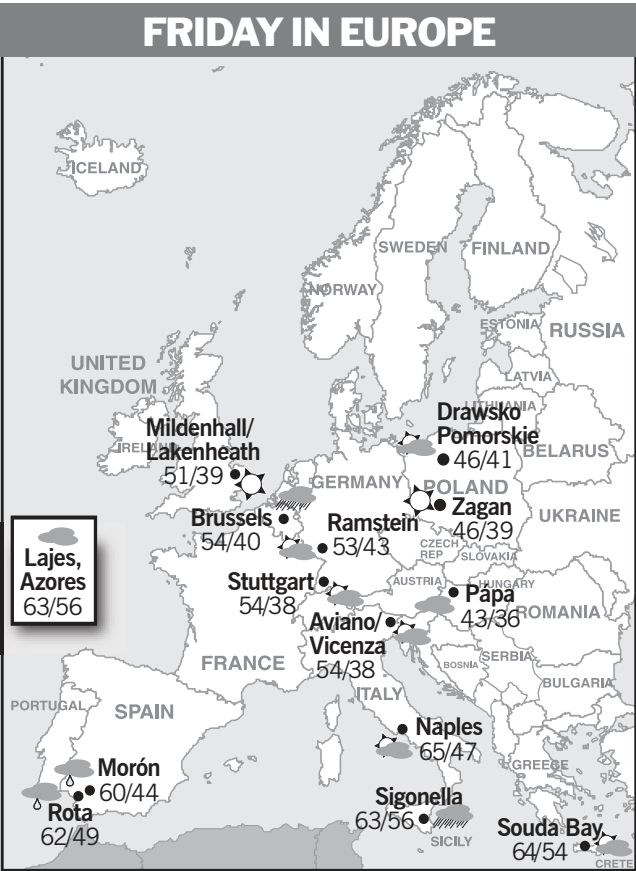 FRIDAY IN EUROPE
ICELAND
SWEDEN
FINLAND
NORWAY
ESTONIA
RUSSIA
UNITED
KINGDOM
LATVIA
LITHUANIA
Drawsko
Pomorskie
46/41
BELARUS
Mildenhall/
Lakenheath
51/39
IRELAND
GERMANY
POLAND
Zagan
46/39
UKRAINE
Brussels
54/40
Ramstein
53/43
CZECH
REP
SLOVAKIA
Lajes,
Azores
63/56
Stuttgart
54/38
AUSTRIA
HUNGARY
Pápa
43/36
ROMANIA
Aviano/
Vicenza
54/38
FRANCE
BOSNIA
SERBIA
BULGARIA
ITALY
PORTUGAL
SPAIN
Naples
65/47
GREECE
Morón
60/44
Rota
62/49
Sigonella
63/56
SICILY
Souda Bay
64/54
CRETE